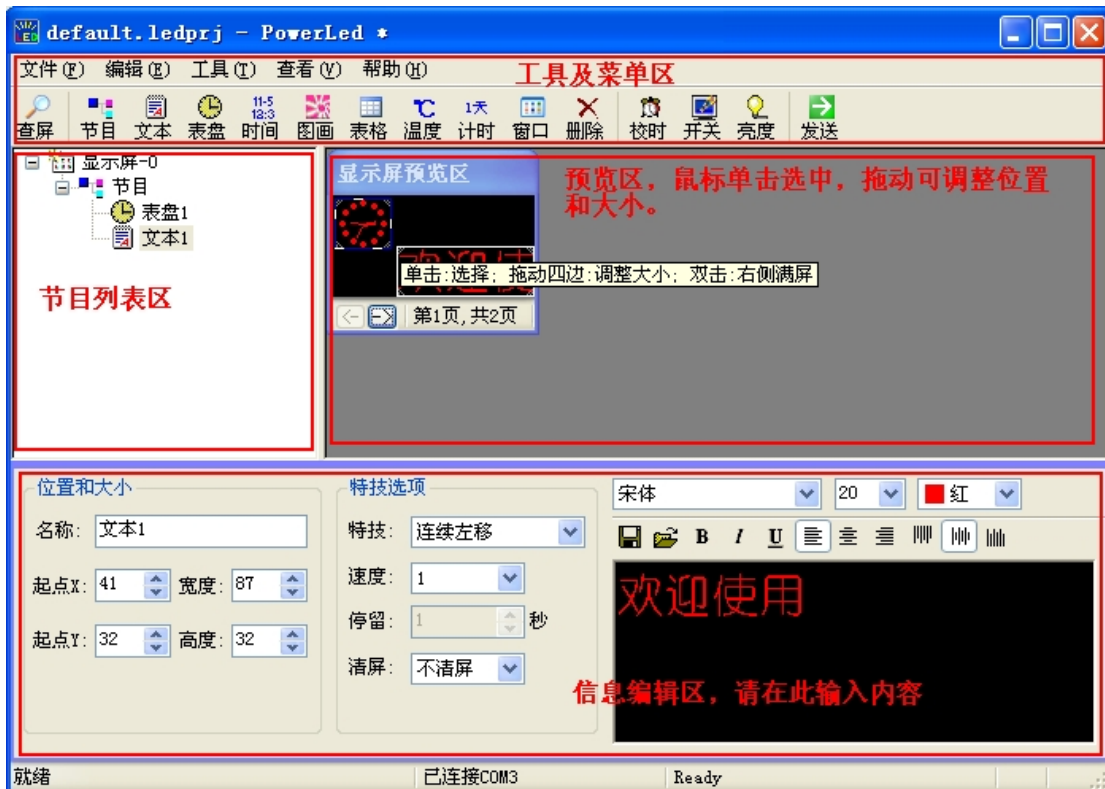 default.ledprj - PowerLed *
文件(F) 编辑(E) 工具(T) 查看(V) 帮助(H)
工具及菜单区
查屏 节目 文本 表盘 时间 图画 表格 温度 计时 窗口 删除 校时 开关 亮度 发送
11-5
12:3
℃
1天
显示屏-0
节目
表盘1
文本1
节目列表区
显示屏预览区
预览区，鼠标单击选中，拖动可调整位置
和大小。
欢迎使
单击:选择; 拖动四边:调整大小; 双击:右侧满屏
第1页,共2页
位置和大小
名称: 文本1
起点X: 41 宽度: 87
起点Y: 32 高度: 32
特技选项
特技: 连续左移
速度: 1
停留: 1 秒
清屏: 不清屏
宋体 20 红
B I U
欢迎使用
信息编辑区，请在此输入内容
就绪 已连接COM3 Ready